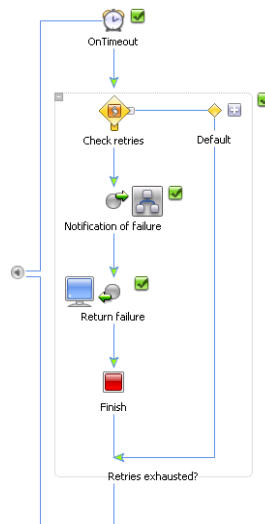 OnTimeout
Check retries
Default
Notification of failure
Return failure
Finish
Retries exhausted?